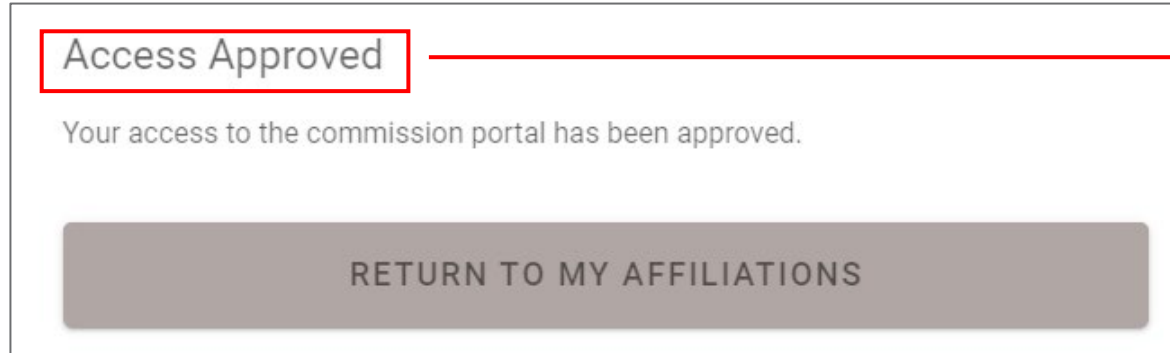 Access Approved
Your access to the commission portal has been approved.
RETURN TO MY AFFILIATIONS